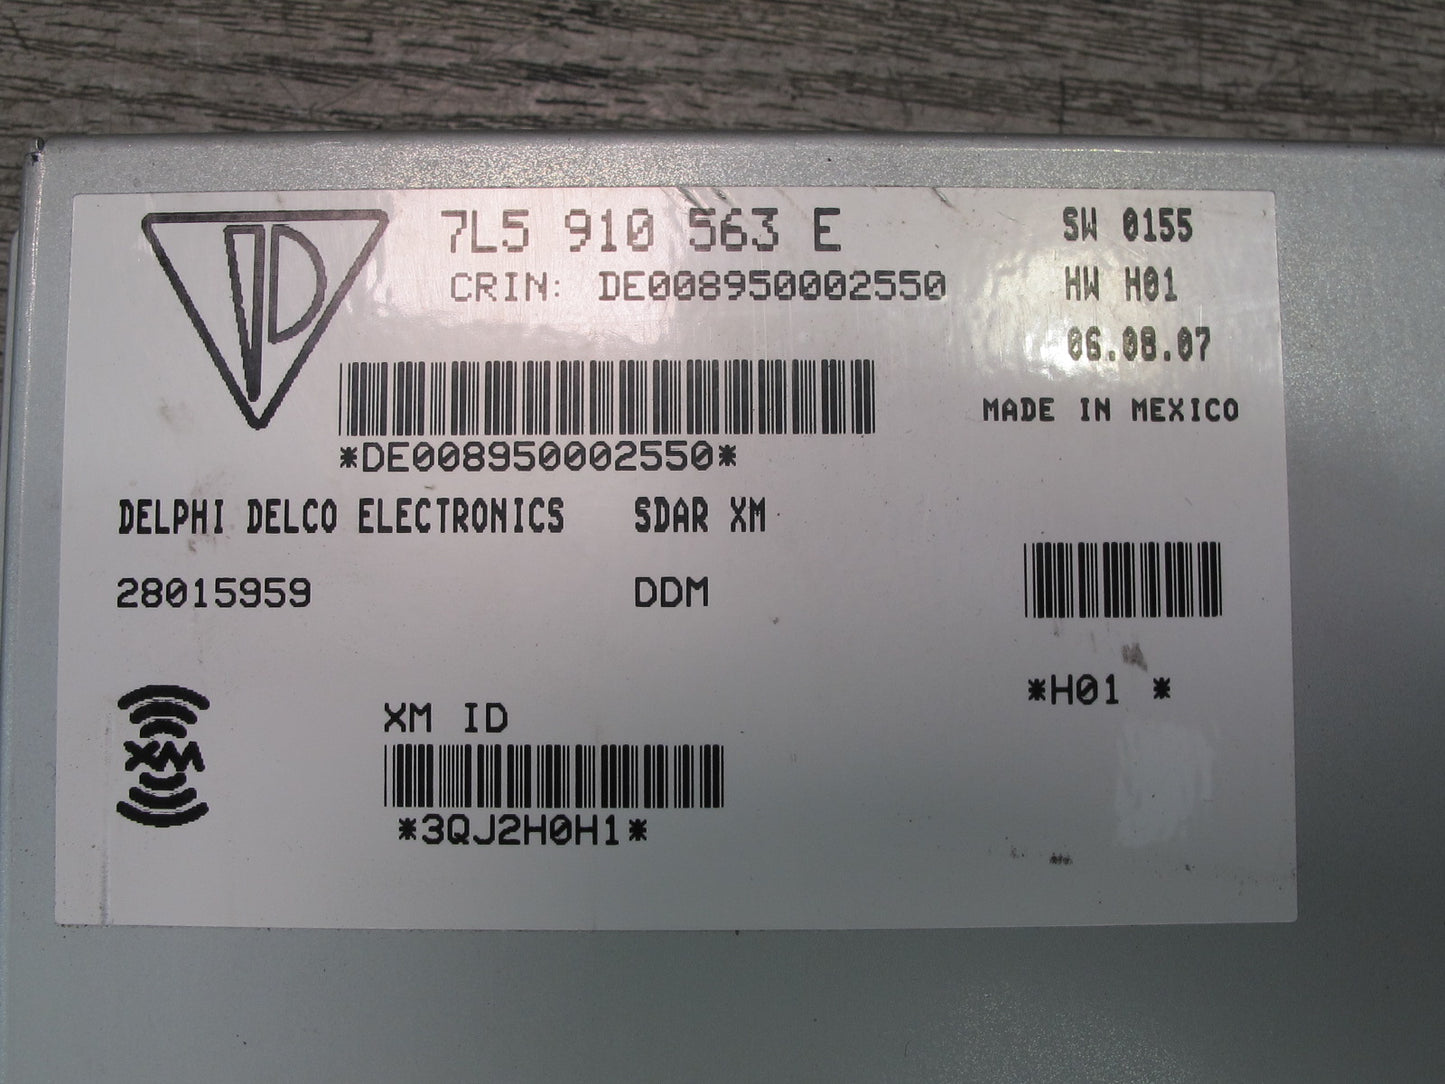 7L5 910 563 E
SW 0155
CRIN: DE008950002550
HW H01
06.08.07
MADE IN MEXICO
*DE008950002550*
DELPHI DELCO ELECTRONICS SDAR XM
28015959 DDM
*H01 *
XM ID
XM
*3QJ2H0H1*